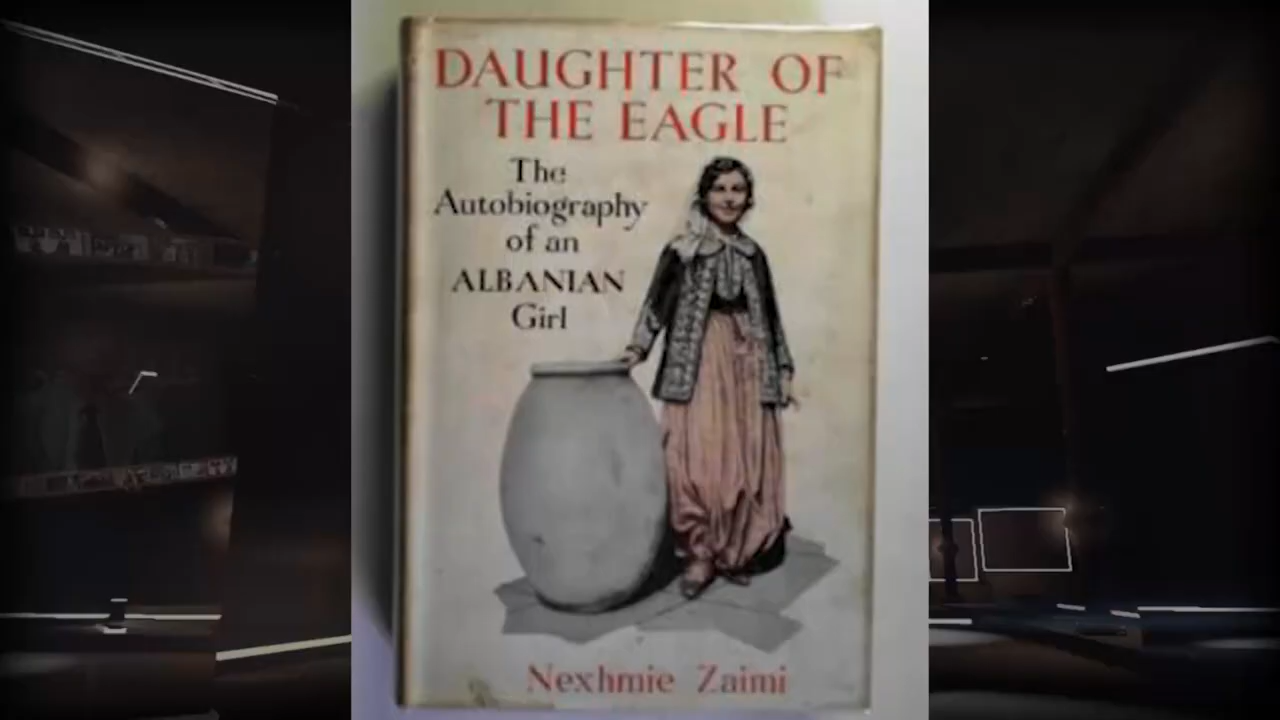 DAUGHTER OF
THE EAGLE
The
Autobiography
of an
ALBANIAN
Girl
Nexhmie Zaimi